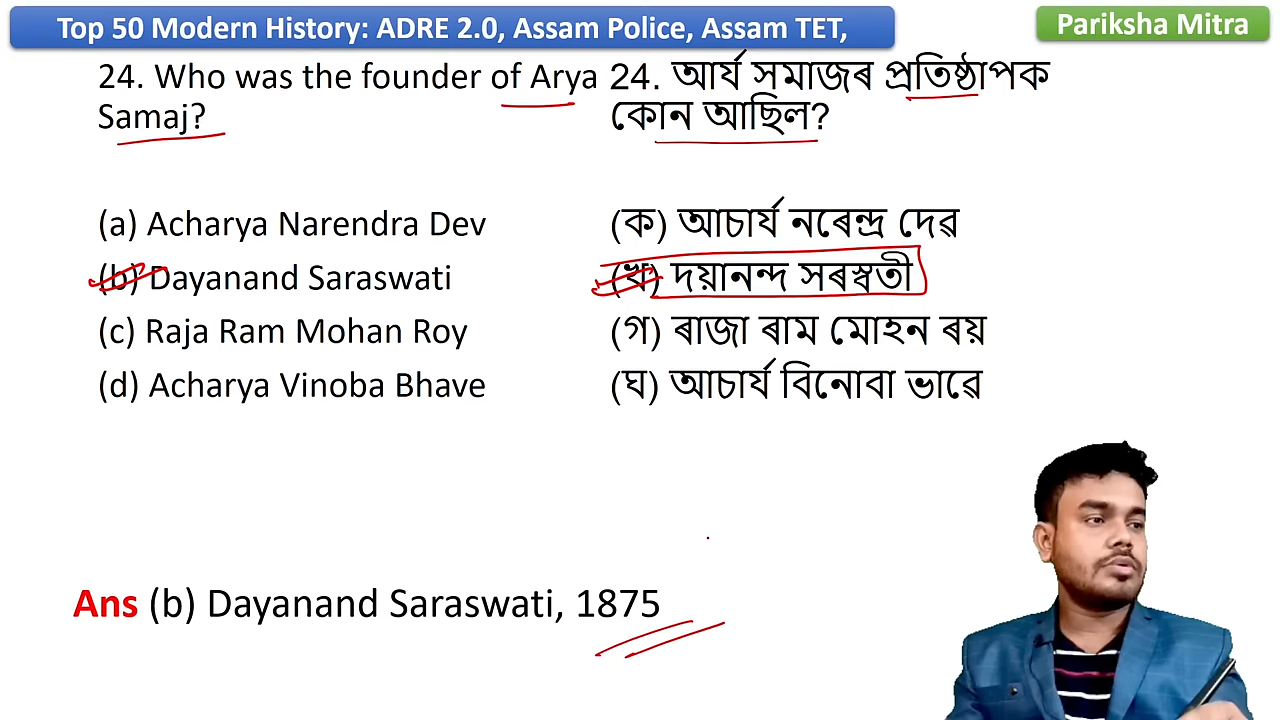 Top 50 Modern History: ADRE 2.0, Assam Police, Assam TET,
Pariksha Mitra
24. Who was the founder of Arya
Samaj?
(a) Acharya Narendra Dev
(b) Dayanand Saraswati
(c) Raja Ram Mohan Roy
(d) Acharya Vinoba Bhave
24. আৰ্য সমাজৰ প্ৰতিষ্ঠাপক
কোন আছিল?
(ক) আচাৰ্য নৰেন্দ্ৰ দেৱ
(খ) দয়ানন্দ সৰস্বতী
(গ) ৰাজা ৰাম মোহন ৰয়
(ঘ) আচাৰ্য বিনোবা ভাৱে
Ans (b) Dayanand Saraswati, 1875